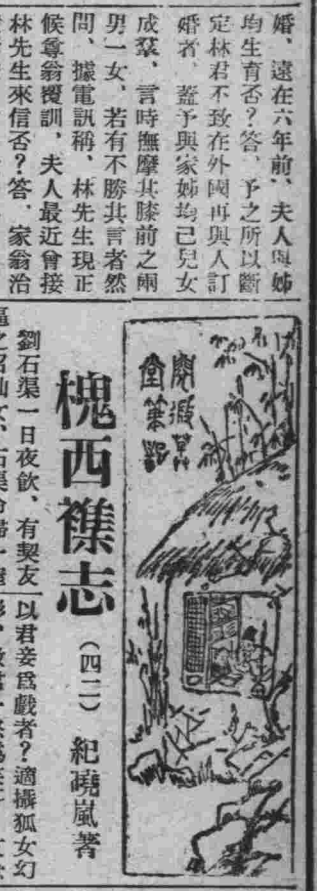 婚、遠在六年前、夫人與姊
均生育否?答、予之所以斷
定林君不致在外國再與人訂
婚者、蓋予與家姊均已兒女
成羣、言時撫摩其膝前之兩
男一女、若有不勝其言者然
問、據電訊稱、林先生現正
候尊翁覆訓、夫人最近曾接
林先生來信否?答、家翁治
閱微草
堂筆記
槐西襍志
(四二)
紀曉嵐著
劉石渠一日夜飲、有契友
以君妾爲戲者?適攝狐女幻